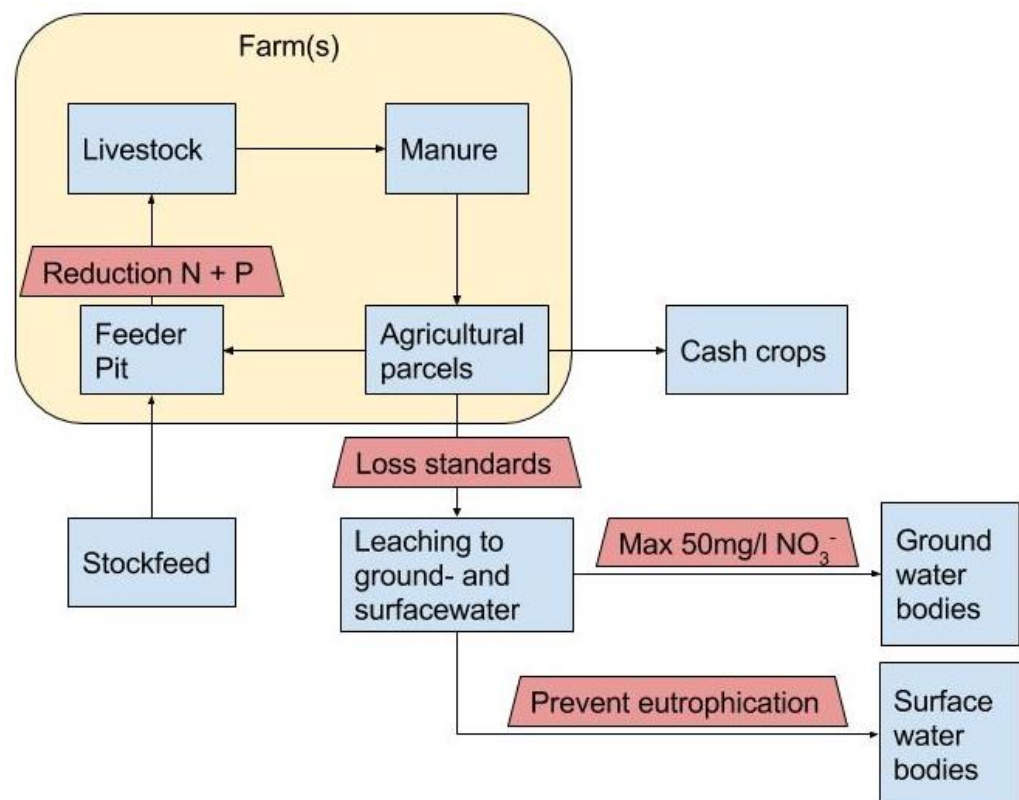 Farm(s)
Livestock
Manure
Reduction N + P
Feeder
Pit
Agricultural
parcels
Cash crops
Loss standards
Stockfeed
Leaching to
ground- and
surfacewater
Max 50mg/l NO₃⁻
Ground
water
bodies
Prevent eutrophication
Surface
water
bodies